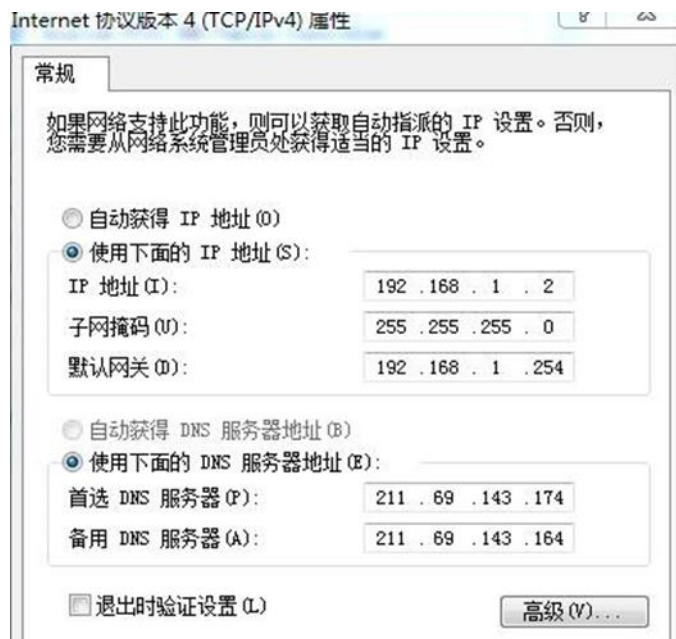 Internet 协议版本 4 (TCP/IPv4) 属性
常规
如果网络支持此功能，则可以获取自动指派的 IP 设置。否则，
您需要从网络系统管理员处获得适当的 IP 设置。
自动获得 IP 地址(O)
使用下面的 IP 地址(S):
IP 地址(I): 192 .168 . 1 . 2
子网掩码(U): 255 .255 .255 . 0
默认网关(D): 192 .168 . 1 .254
自动获得 DNS 服务器地址(B)
使用下面的 DNS 服务器地址(E):
首选 DNS 服务器(P): 211 . 69 .143 .174
备用 DNS 服务器(A): 211 . 69 .143 .164
退出时验证设置(L)
高级(V)...